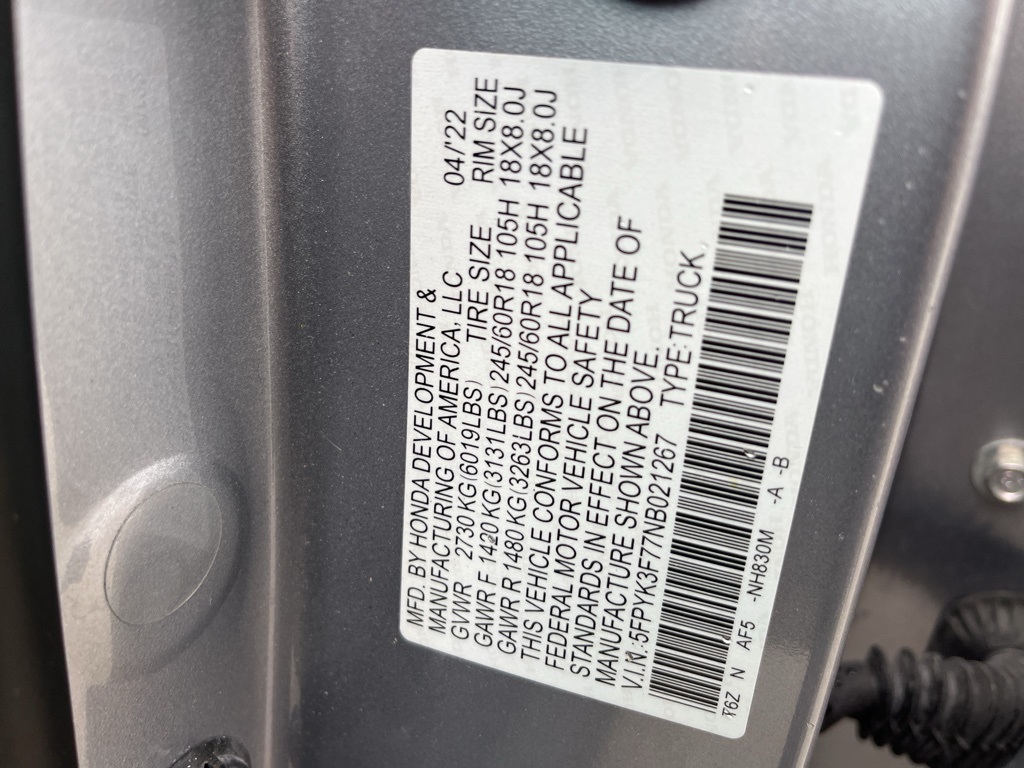 MFD. BY HONDA DEVELOPMENT &
MANUFACTURING OF AMERICA, LLC 04/'22
GVWR 2730 KG (6019LBS) TIRE SIZE RIM SIZE
GAWR F 1420 KG (3131LBS) 245/60R18 105H 18X8.0J
GAWR R 1480 KG (3263LBS) 245/60R18 105H 18X8.0J
THIS VEHICLE CONFORMS TO ALL APPLICABLE
FEDERAL MOTOR VEHICLE SAFETY
STANDARDS IN EFFECT ON THE DATE OF
MANUFACTURE SHOWN ABOVE.
V.I.N.:5FPYK3F77NB021267 TYPE:TRUCK
T6Z N AF5 -NH830M -A -B